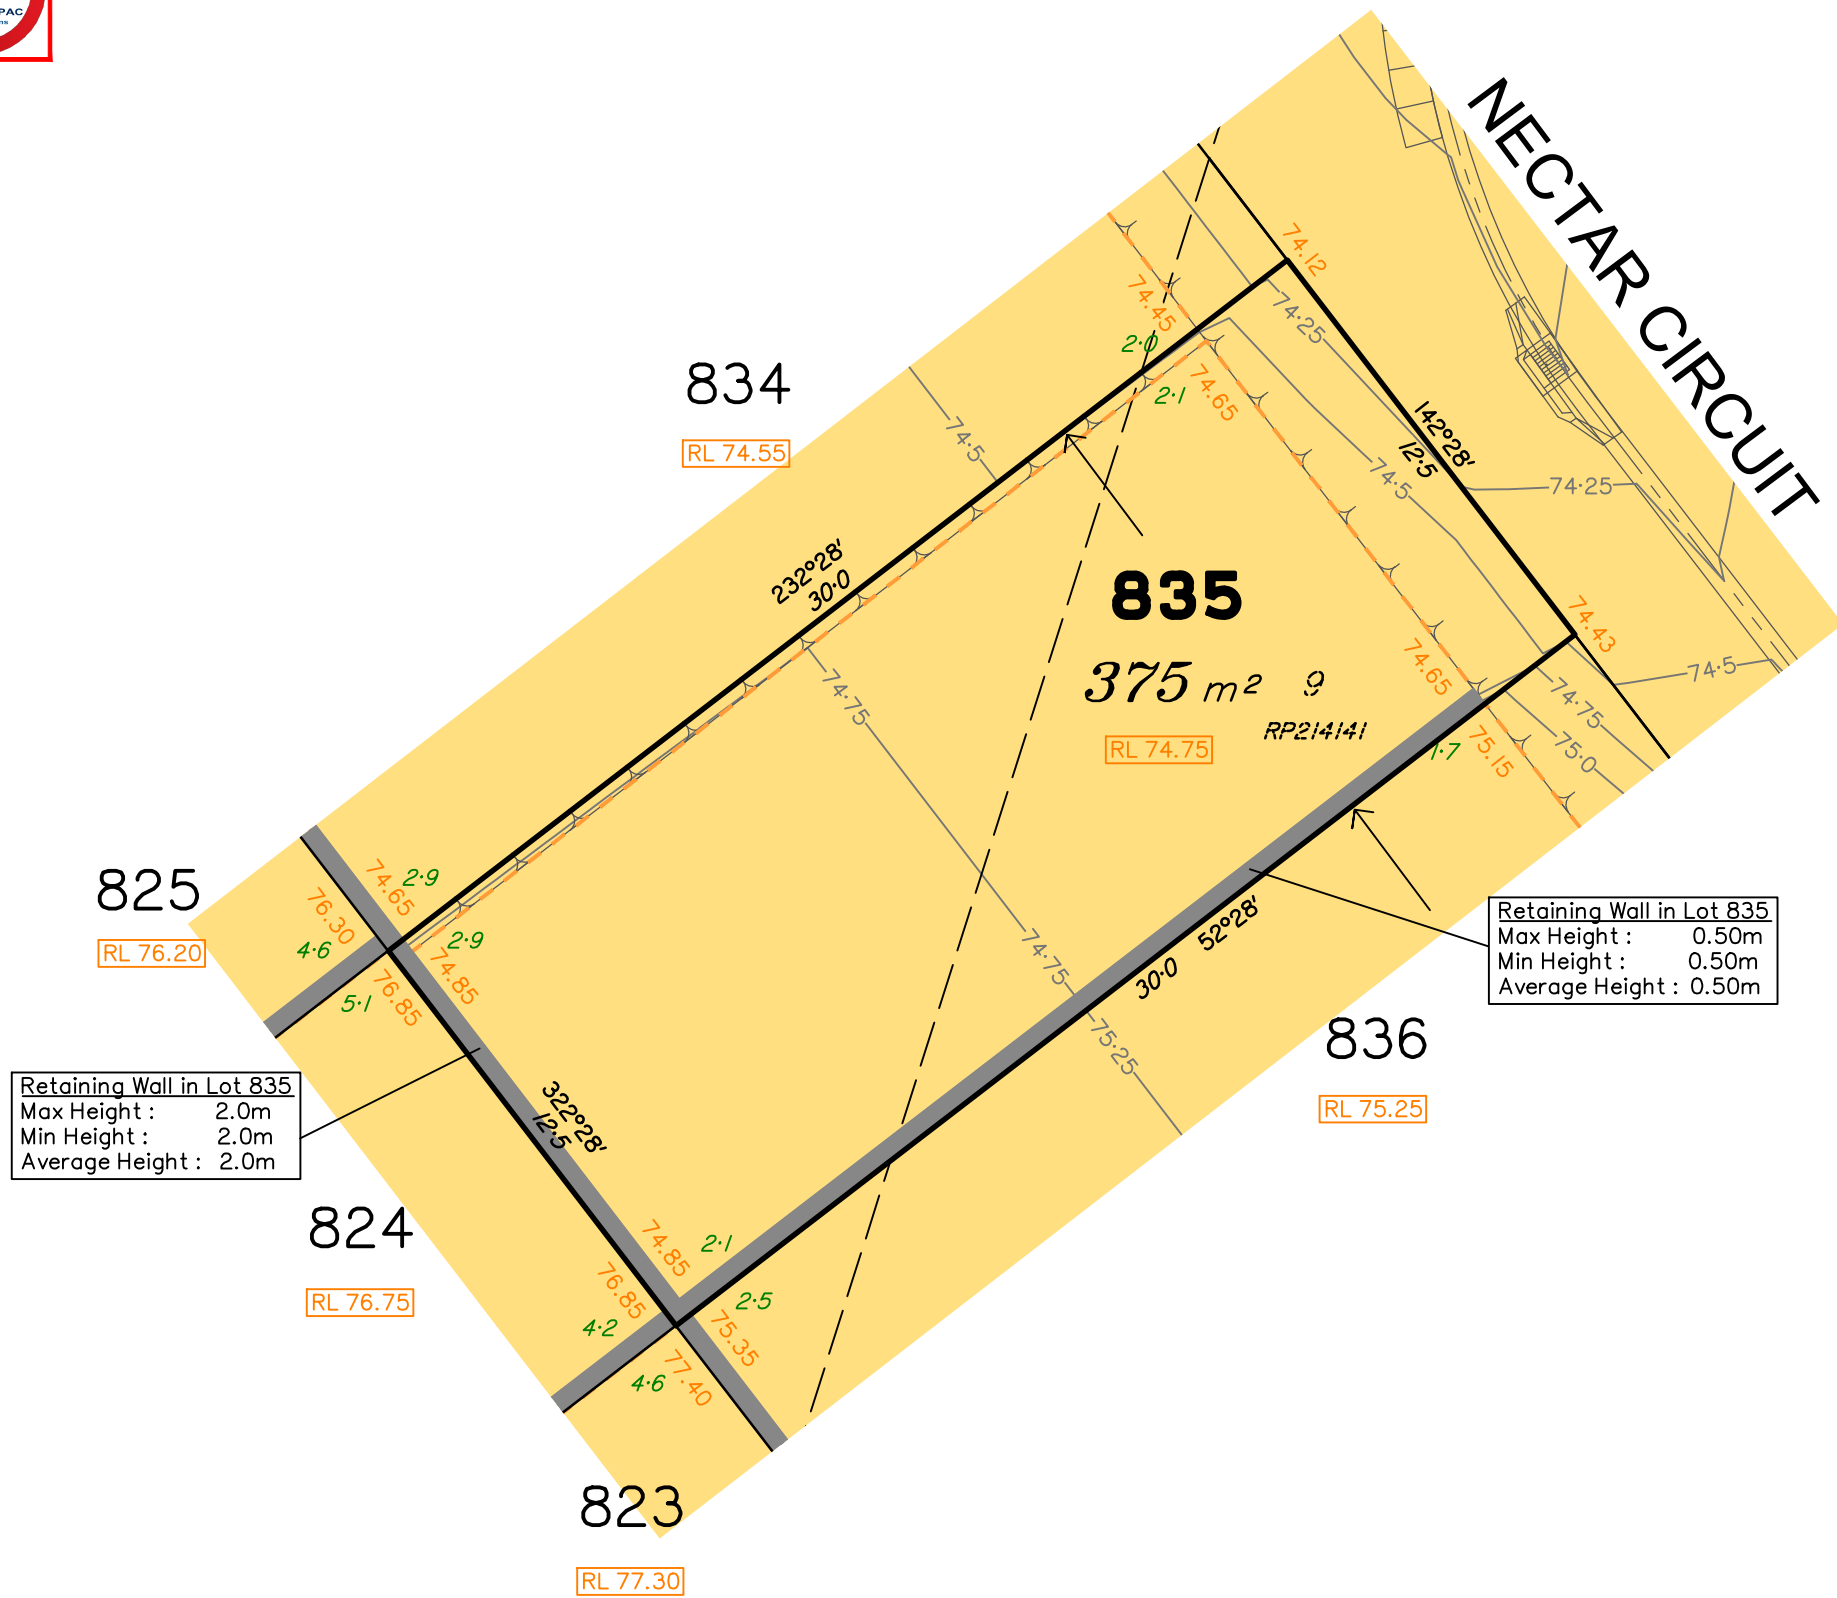 PAC
ns
NECTAR CIRCUIT
74.12
74.45
74·25
2·0
74.65
2·1
834
RL 74.55
74·5
142°28'
12·5
74·5
74·25
232°28'
30·0
835
375 m² 9
RP214141
RL 74.75
74.43
74.65
74·5
74·75
75·0
75.15
1·7
74·75
825
RL 76.20
74.65
2·9
76.30
4·6
2·9
74.85
76.85
5·1
74·75
52°28'
30·0
75·25
Retaining Wall in Lot 835
Max Height : 0.50m
Min Height : 0.50m
Average Height : 0.50m
836
RL 75.25
Retaining Wall in Lot 835
Max Height : 2.0m
Min Height : 2.0m
Average Height : 2.0m
322°28'
12·5
824
RL 76.75
74.85
2·1
76.85
2·5
75.35
4·2
77.40
4·6
823
RL 77.30